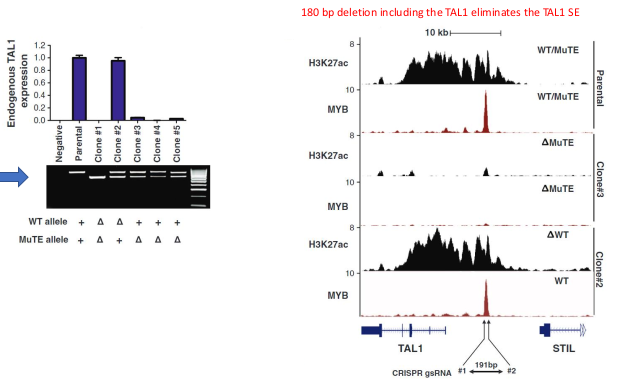 180 bp deletion including the TAL1 eliminates the TAL1 SE
Endogenous TAL1
expression
1.2
1.0
0.8
0.6
0.4
0.2
0.0
Negative
Parental
Clone #1
Clone #2
Clone #3
Clone #4
Clone #5
WT allele + Δ Δ + + +
MuTE allele + Δ + Δ Δ Δ
10 kb
8
H3K27ac
WT/MuTE
10
MYB
WT/MuTE
Parental
8
H3K27ac
ΔMuTE
10
MYB
ΔMuTE
Clone#3
8
H3K27ac
ΔWT
10
MYB
WT
Clone#2
TAL1
STIL
CRISPR gsRNA #1 191bp #2